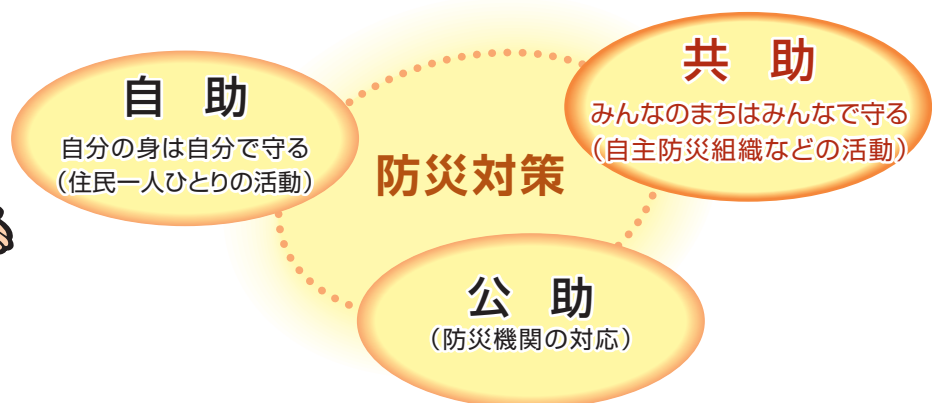 自助
自分の身は自分で守る
(住民一人ひとりの活動)
共助
みんなのまちはみんなで守る
(自主防災組織などの活動)
防災対策
公助
(防災機関の対応)